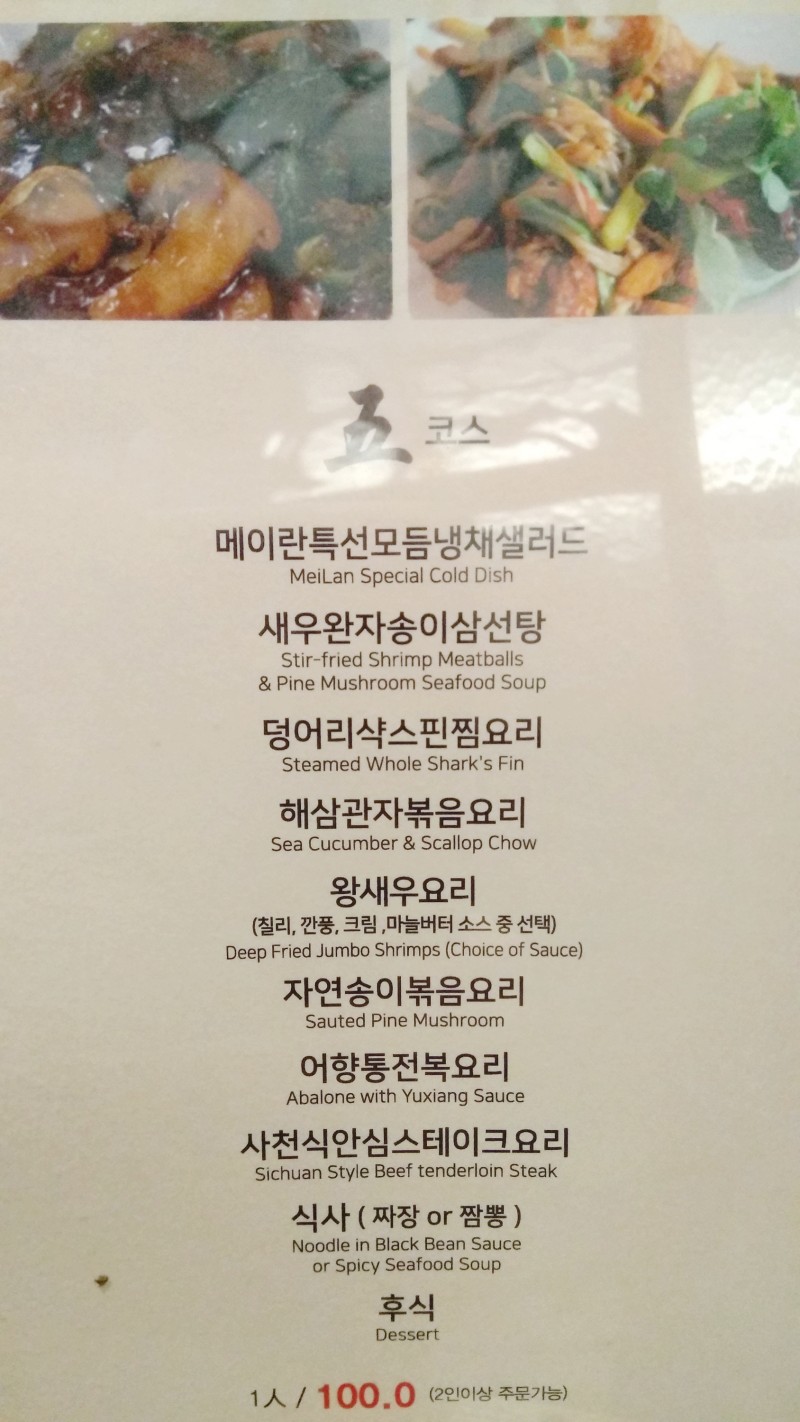 五 코스
메이란특선모듬냉채샐러드
MeiLan Special Cold Dish
새우완자송이삼선탕
Stir-fried Shrimp Meatballs
& Pine Mushroom Seafood Soup
덩어리샥스핀찜요리
Steamed Whole Shark's Fin
해삼관자볶음요리
Sea Cucumber & Scallop Chow
왕새우요리
(칠리, 깐풍, 크림 ,마늘버터 소스 중 선택)
Deep Fried Jumbo Shrimps (Choice of Sauce)
자연송이볶음요리
Sauted Pine Mushroom
어향통전복요리
Abalone with Yuxiang Sauce
사천식안심스테이크요리
Sichuan Style Beef tenderloin Steak
식사 ( 짜장 or 짬뽕 )
Noodle in Black Bean Sauce
or Spicy Seafood Soup
후식
Dessert
1人 / 100.0 (2인이상 주문가능)